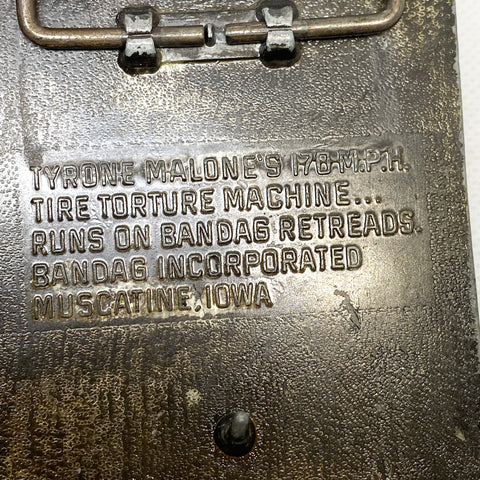 TYRONE MALONE'S 178-M.P.H.
TIRE TORTURE MACHINE...
RUNS ON BANDAG RETREADS.
BANDAG INCORPORATED
MUSCATINE, IOWA